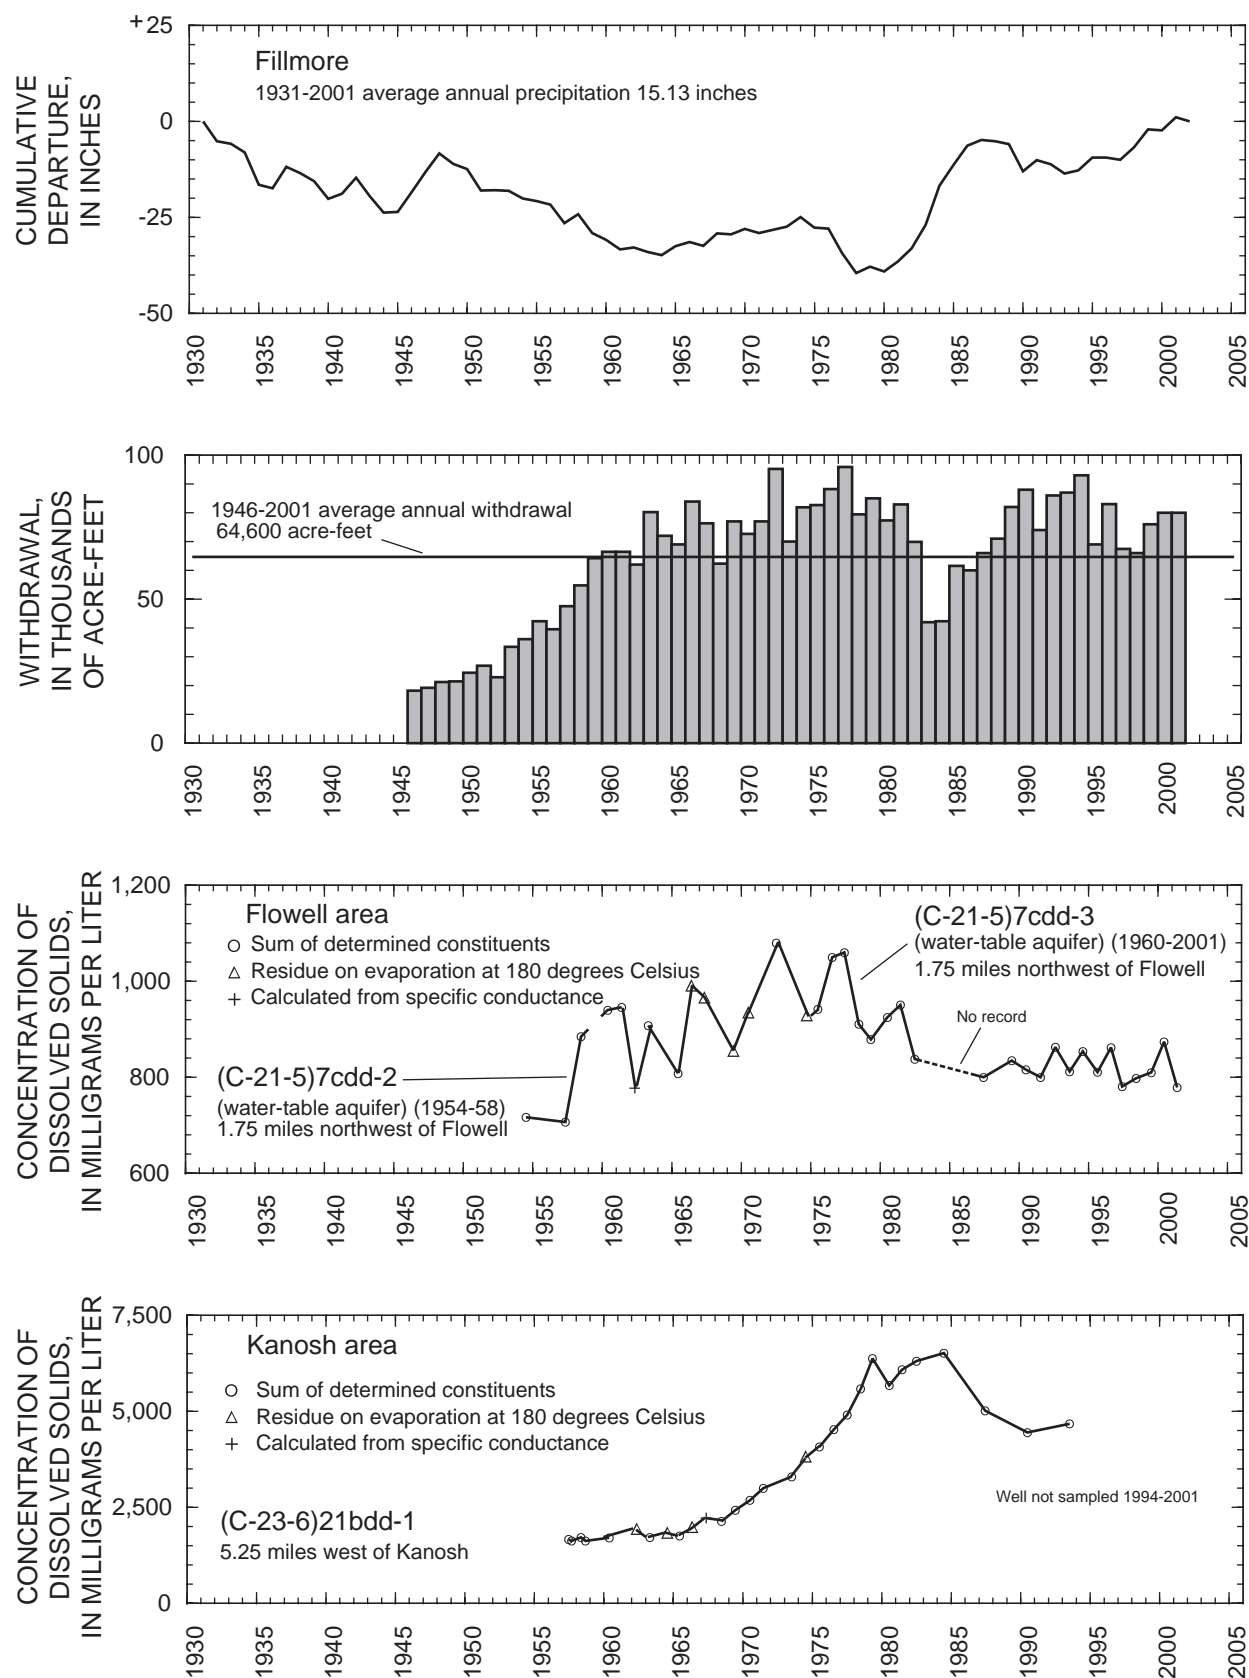 CUMULATIVE
DEPARTURE,
IN INCHES
+25
0
-25
-50
Fillmore
1931-2001 average annual precipitation 15.13 inches
1930
1935
1940
1945
1950
1955
1960
1965
1970
1975
1980
1985
1990
1995
2000
2005
WITHDRAWAL,
IN THOUSANDS
OF ACRE-FEET
100
50
0
1946-2001 average annual withdrawal
64,600 acre-feet
1930
1935
1940
1945
1950
1955
1960
1965
1970
1975
1980
1985
1990
1995
2000
2005
CONCENTRATION OF
DISSOLVED SOLIDS,
IN MILLIGRAMS PER LITER
1,200
1,000
800
600
Flowell area
Sum of determined constituents
Residue on evaporation at 180 degrees Celsius
Calculated from specific conductance
(C-21-5)7cdd-3
(water-table aquifer) (1960-2001)
1.75 miles northwest of Flowell
No record
(C-21-5)7cdd-2
(water-table aquifer) (1954-58)
1.75 miles northwest of Flowell
1930
1935
1940
1945
1950
1955
1960
1965
1970
1975
1980
1985
1990
1995
2000
2005
CONCENTRATION OF
DISSOLVED SOLIDS,
IN MILLIGRAMS PER LITER
7,500
5,000
2,500
0
Kanosh area
Sum of determined constituents
Residue on evaporation at 180 degrees Celsius
Calculated from specific conductance
Well not sampled 1994-2001
(C-23-6)21bdd-1
5.25 miles west of Kanosh
1930
1935
1940
1945
1950
1955
1960
1965
1970
1975
1980
1985
1990
1995
2000
2005